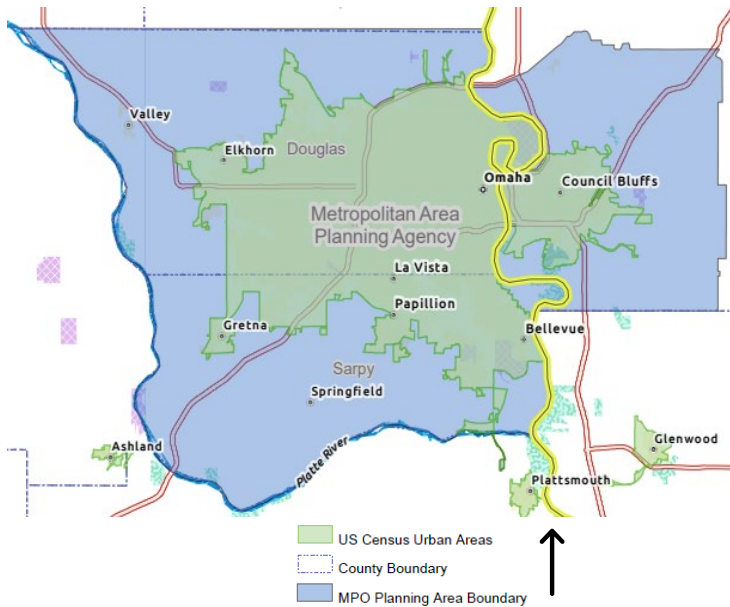 Valley
Elkhorn
Douglas
Omaha
Council Bluffs
Metropolitan Area
Planning Agency
La Vista
Papillion
Gretna
Bellevue
Sarpy
Springfield
Ashland
Platte River
Glenwood
Plattsmouth
US Census Urban Areas
County Boundary
MPO Planning Area Boundary